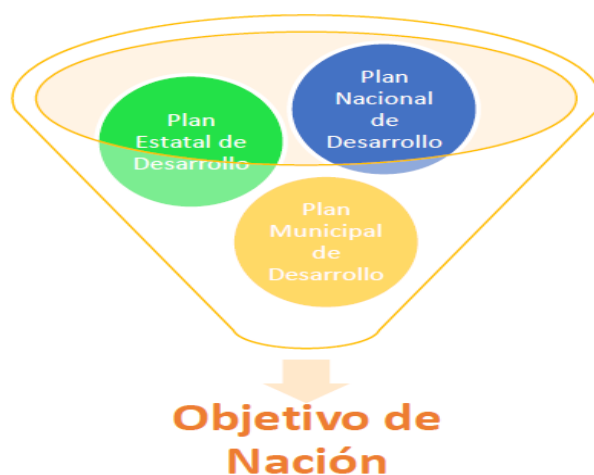 Plan
Estatal de
Desarrollo
Plan
Nacional
de
Desarrollo
Plan
Municipal
de
Desarrollo
Objetivo de
Nación